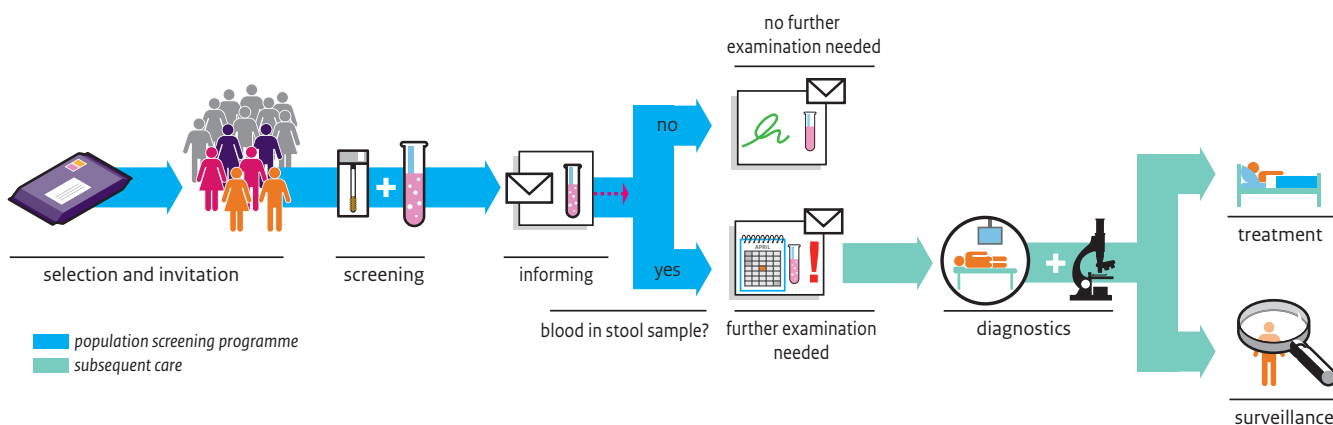 no further
examination needed
no
selection and invitation
screening
informing
yes
APRIL
blood in stool sample?
further examination
needed
diagnostics
treatment
surveillance
population screening programme
subsequent care